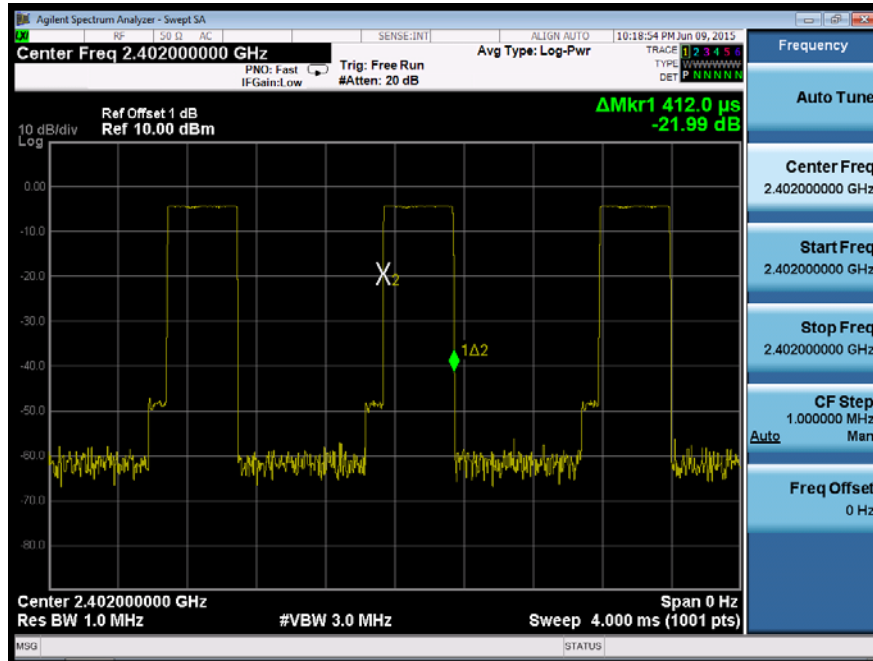 Agilent Spectrum Analyzer - Swept SA
LXI RF 50 Ω AC SENSE:INT ALIGN AUTO 10:18:54 PM Jun 09, 2015
Center Freq 2.402000000 GHz
PNO: Fast
IFGain:Low
Trig: Free Run
#Atten: 20 dB
Avg Type: Log-Pwr
TRACE 1 2 3 4 5 6
TYPE WWWWWW
DET P N N N N N
ΔMkr1 412.0 µs
-21.99 dB
Ref Offset 1 dB
10 dB/div Ref 10.00 dBm
Log
0.00
-10.0
-20.0
-30.0
-40.0
-50.0
-60.0
-70.0
-80.0
X2
1Δ2
Center 2.402000000 GHz Span 0 Hz
Res BW 1.0 MHz #VBW 3.0 MHz Sweep 4.000 ms (1001 pts)
MSG STATUS
Frequency
Auto Tune
Center Freq
2.402000000 GHz
Start Freq
2.402000000 GHz
Stop Freq
2.402000000 GHz
CF Step
1.000000 MHz
Auto Man
Freq Offset
0 Hz